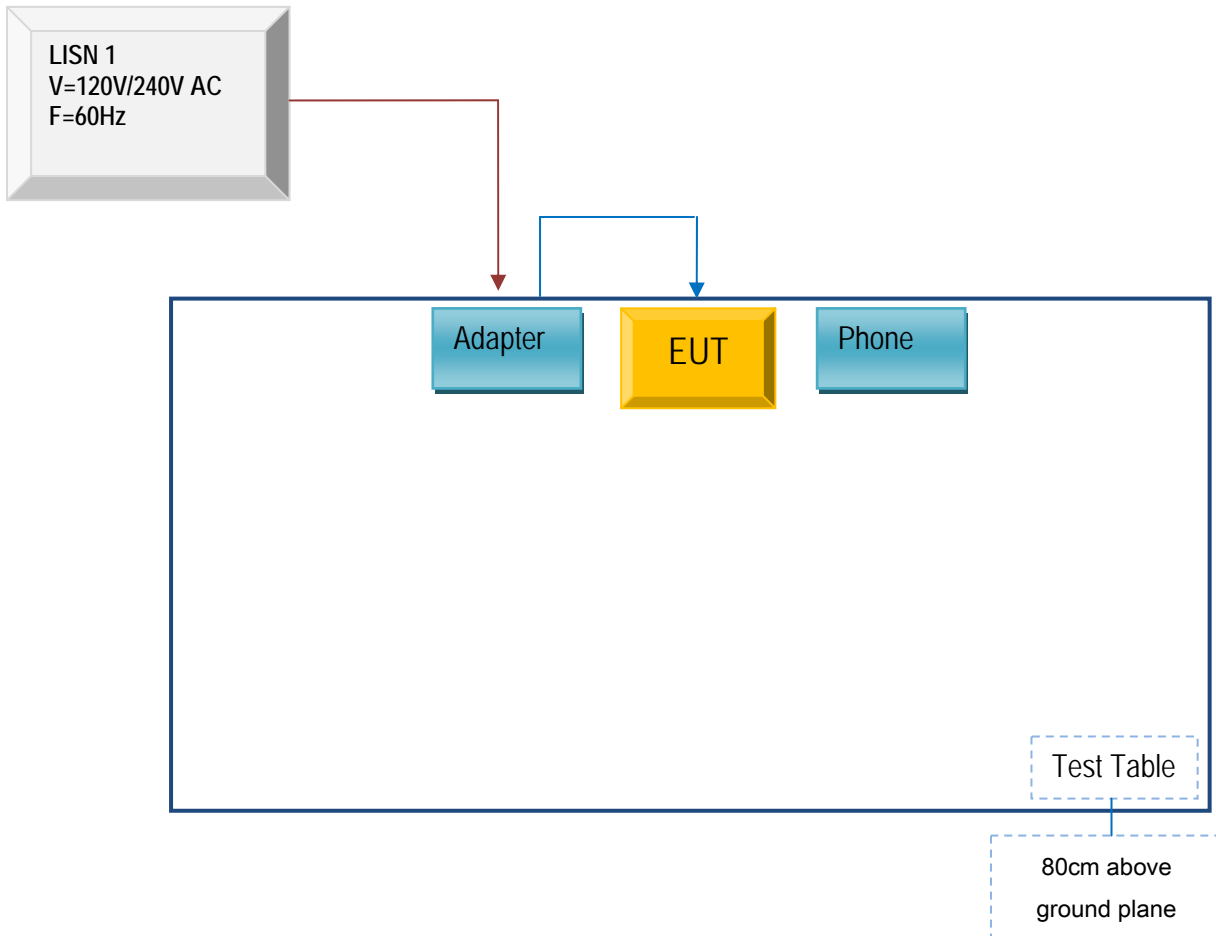 LISN 1
V=120V/240V AC
F=60Hz
Adapter
EUT
Phone
Test Table
80cm above
ground plane